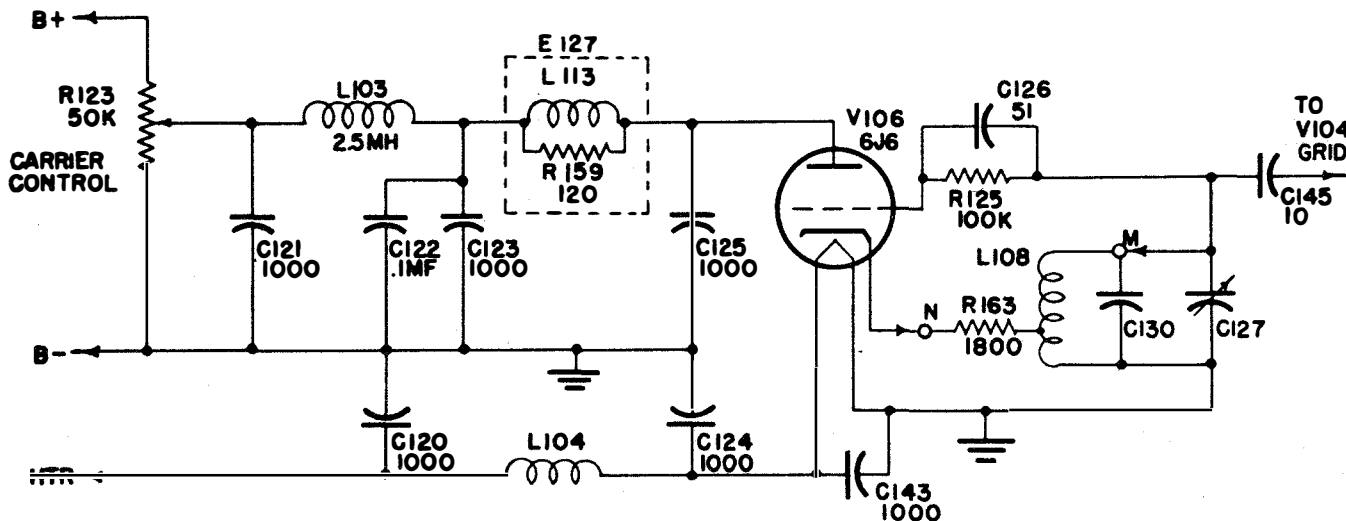 B+
R123
50K
CARRIER
CONTROL
L103
2.5MH
E127
L113
R159
120
C121
1000
C122
.1MF
C123
1000
C125
1000
V106
6J6
C126
51
R125
100K
TO
V104
GRID
C145
10
L108
M
N
R163
1800
C130
C127
B-
C120
1000
L104
C124
1000
C143
1000